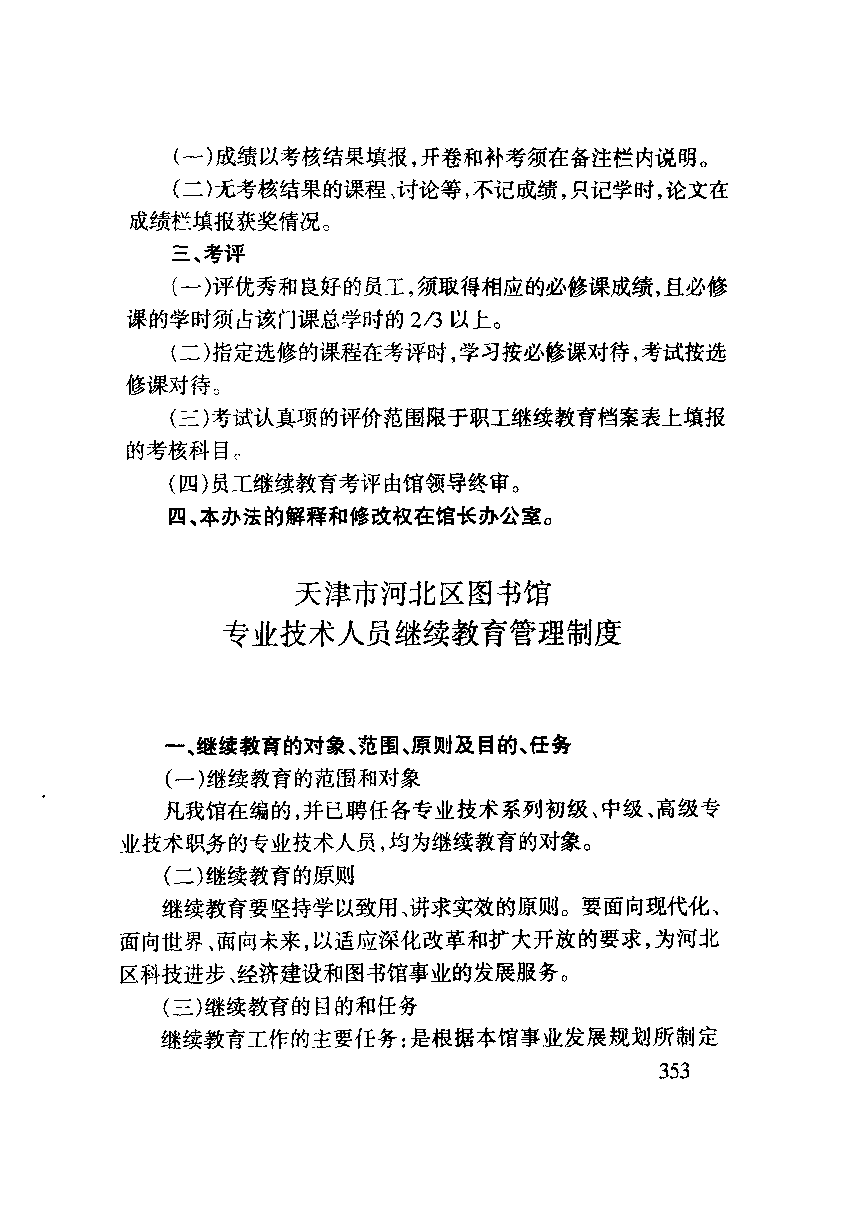 (一)成绩以考核结果填报,开卷和补考须在备注栏内说明。
(二)无考核结果的课程、讨论等,不记成绩,只记学时,论文在
成绩栏填报获奖情况。
三、考评
(一)评优秀和良好的员工,须取得相应的必修课成绩,且必修
课的学时须占该门课总学时的 2/3 以上。
(二)指定选修的课程在考评时,学习按必修课对待,考试按选
修课对待。
(三)考试认真项的评价范围限于职工继续教育档案表上填报
的考核科目。
(四)员工继续教育考评由馆领导终审。
四、本办法的解释和修改权在馆长办公室。
天津市河北区图书馆
专业技术人员继续教育管理制度
一、继续教育的对象、范围、原则及目的、任务
(一)继续教育的范围和对象
凡我馆在编的,并已聘任各专业技术系列初级、中级、高级专
业技术职务的专业技术人员,均为继续教育的对象。
(二)继续教育的原则
继续教育要坚持学以致用、讲求实效的原则。要面向现代化、
面向世界、面向未来,以适应深化改革和扩大开放的要求,为河北
区科技进步、经济建设和图书馆事业的发展服务。
(三)继续教育的目的和任务
继续教育工作的主要任务:是根据本馆事业发展规划所制定
353